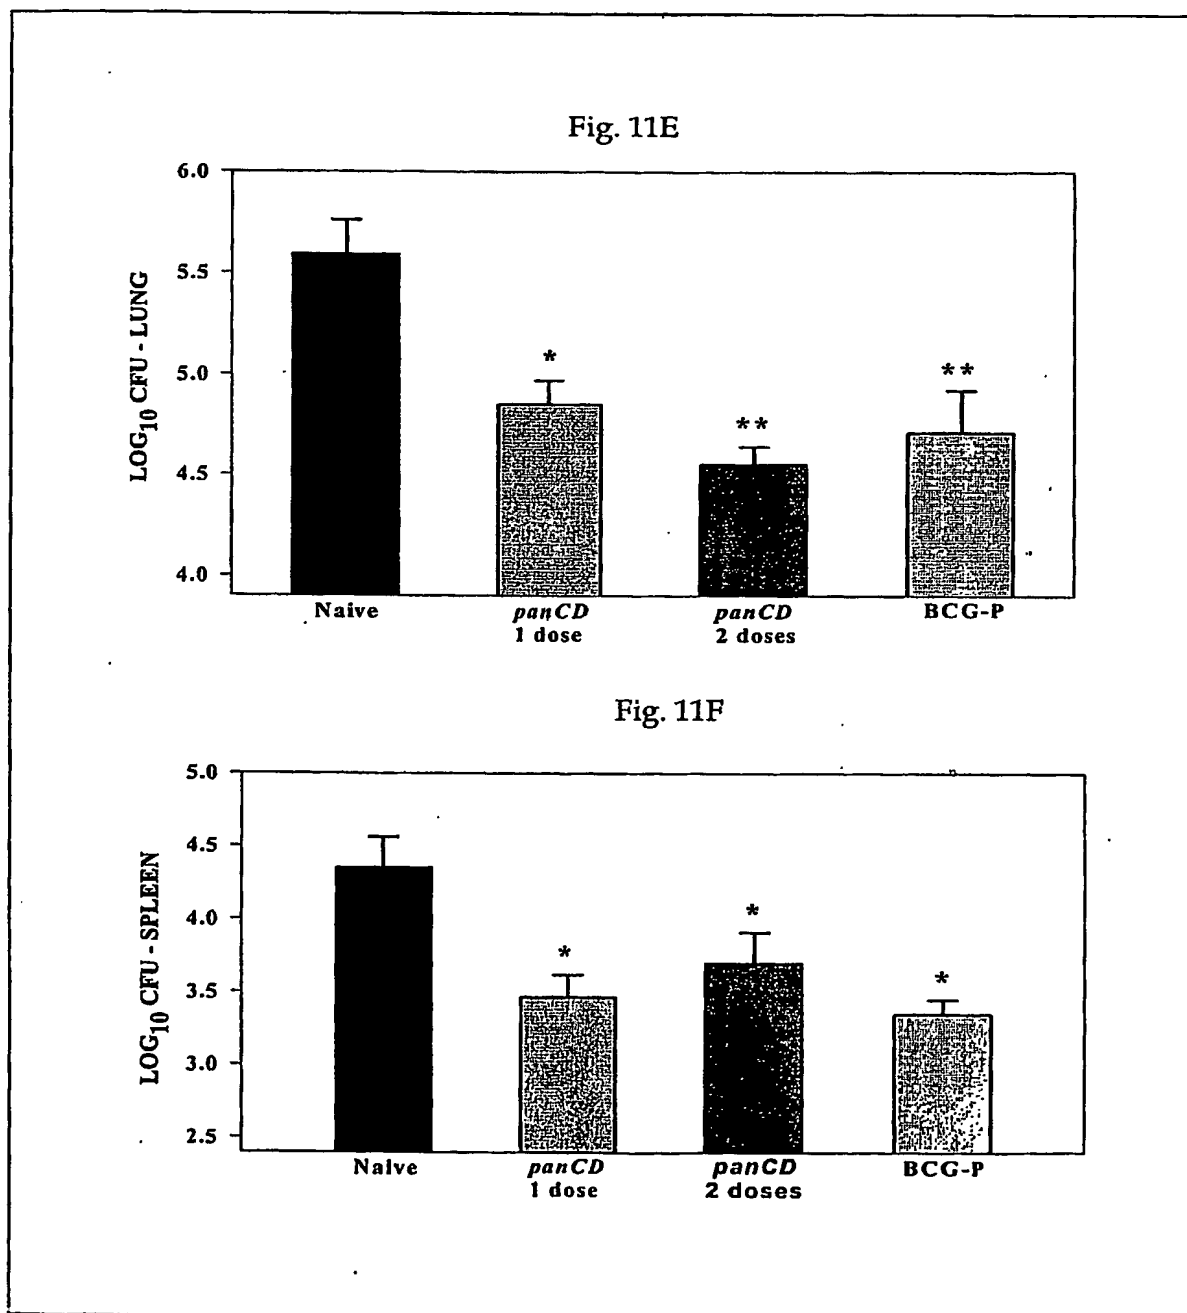 Fig. 11E
LOG10 CFU - LUNG
6.0
5.5
5.0
4.5
4.0
*
**
**
Naive
panCD
1 dose
panCD
2 doses
BCG-P
Fig. 11F
LOG10 CFU - SPLEEN
5.0
4.5
4.0
3.5
3.0
2.5
*
*
*
Naive
panCD
1 dose
panCD
2 doses
BCG-P